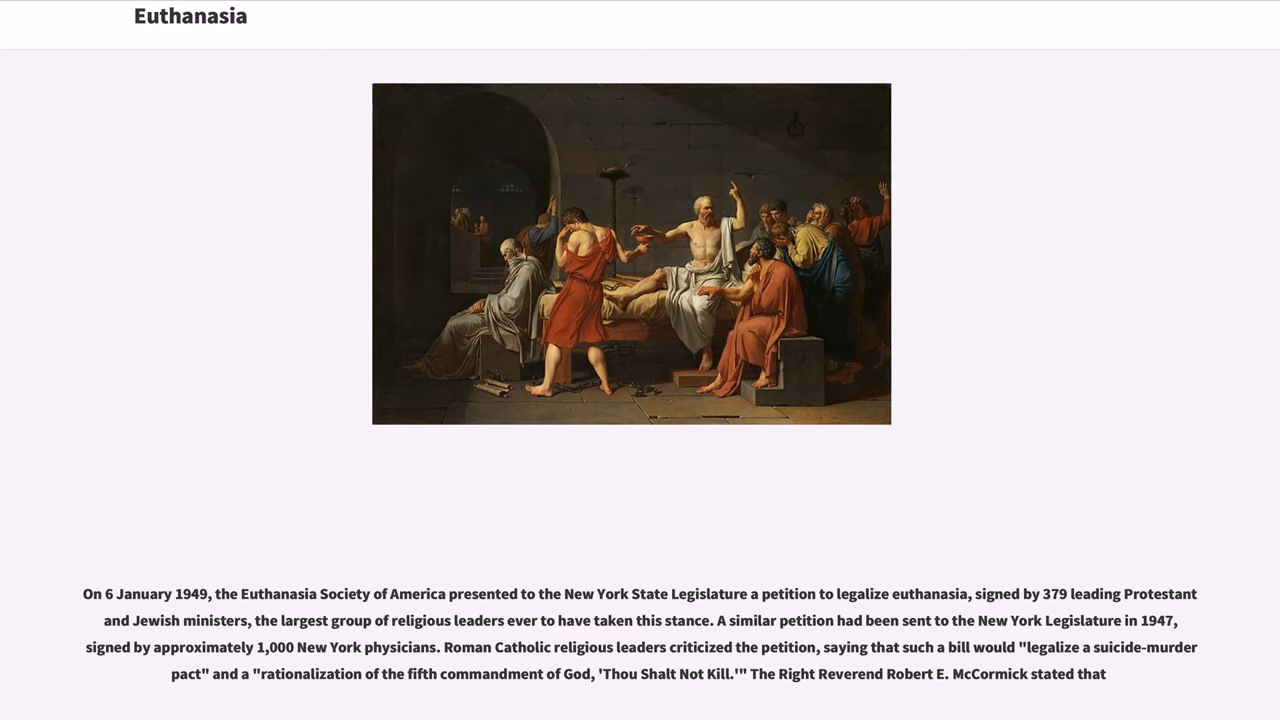 Euthanasia
On 6 January 1949, the Euthanasia Society of America presented to the New York State Legislature a petition to legalize euthanasia, signed by 379 leading Protestant
and Jewish ministers, the largest group of religious leaders ever to have taken this stance. A similar petition had been sent to the New York Legislature in 1947,
signed by approximately 1,000 New York physicians. Roman Catholic religious leaders criticized the petition, saying that such a bill would "legalize a suicide-murder
pact" and a "rationalization of the fifth commandment of God, 'Thou Shalt Not Kill.'" The Right Reverend Robert E. McCormick stated that